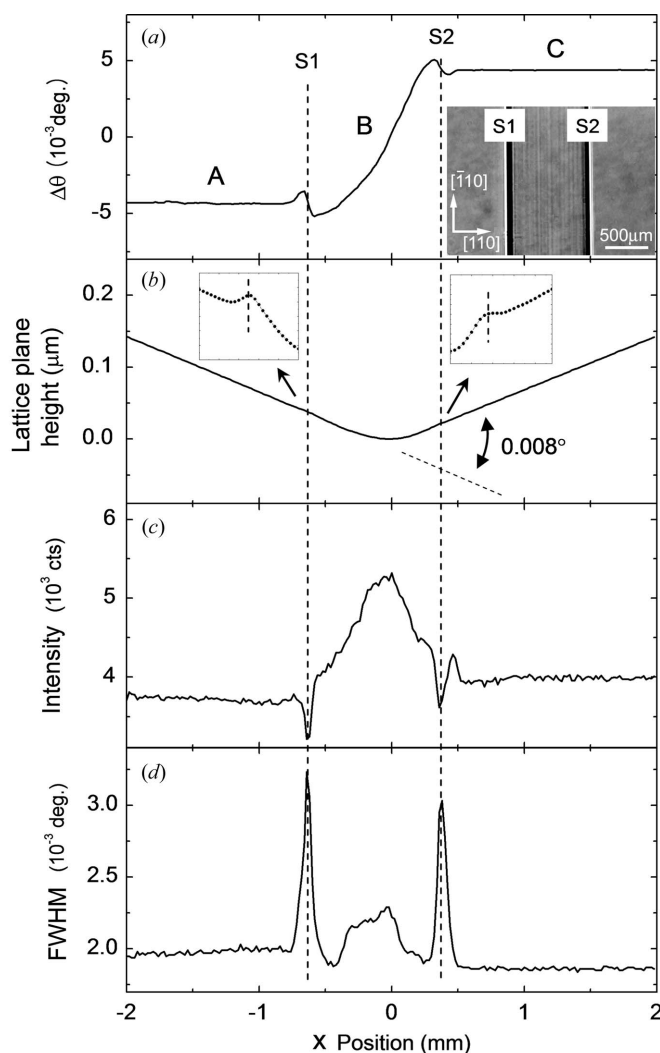 (a)
S1
S2
C
5
B
0
A
-5
Δθ (10⁻³deg.)
S1
S2
[1̄10]
[110]
500μm
(b)
0.2
0.1
0.0
Lattice plane
height (μm)
0.008°
(c)
6
5
4
Intensity (10³ cts)
(d)
3.0
2.5
2.0
FWHM (10⁻³ deg.)
-2
-1
0
1
2
X Position (mm)